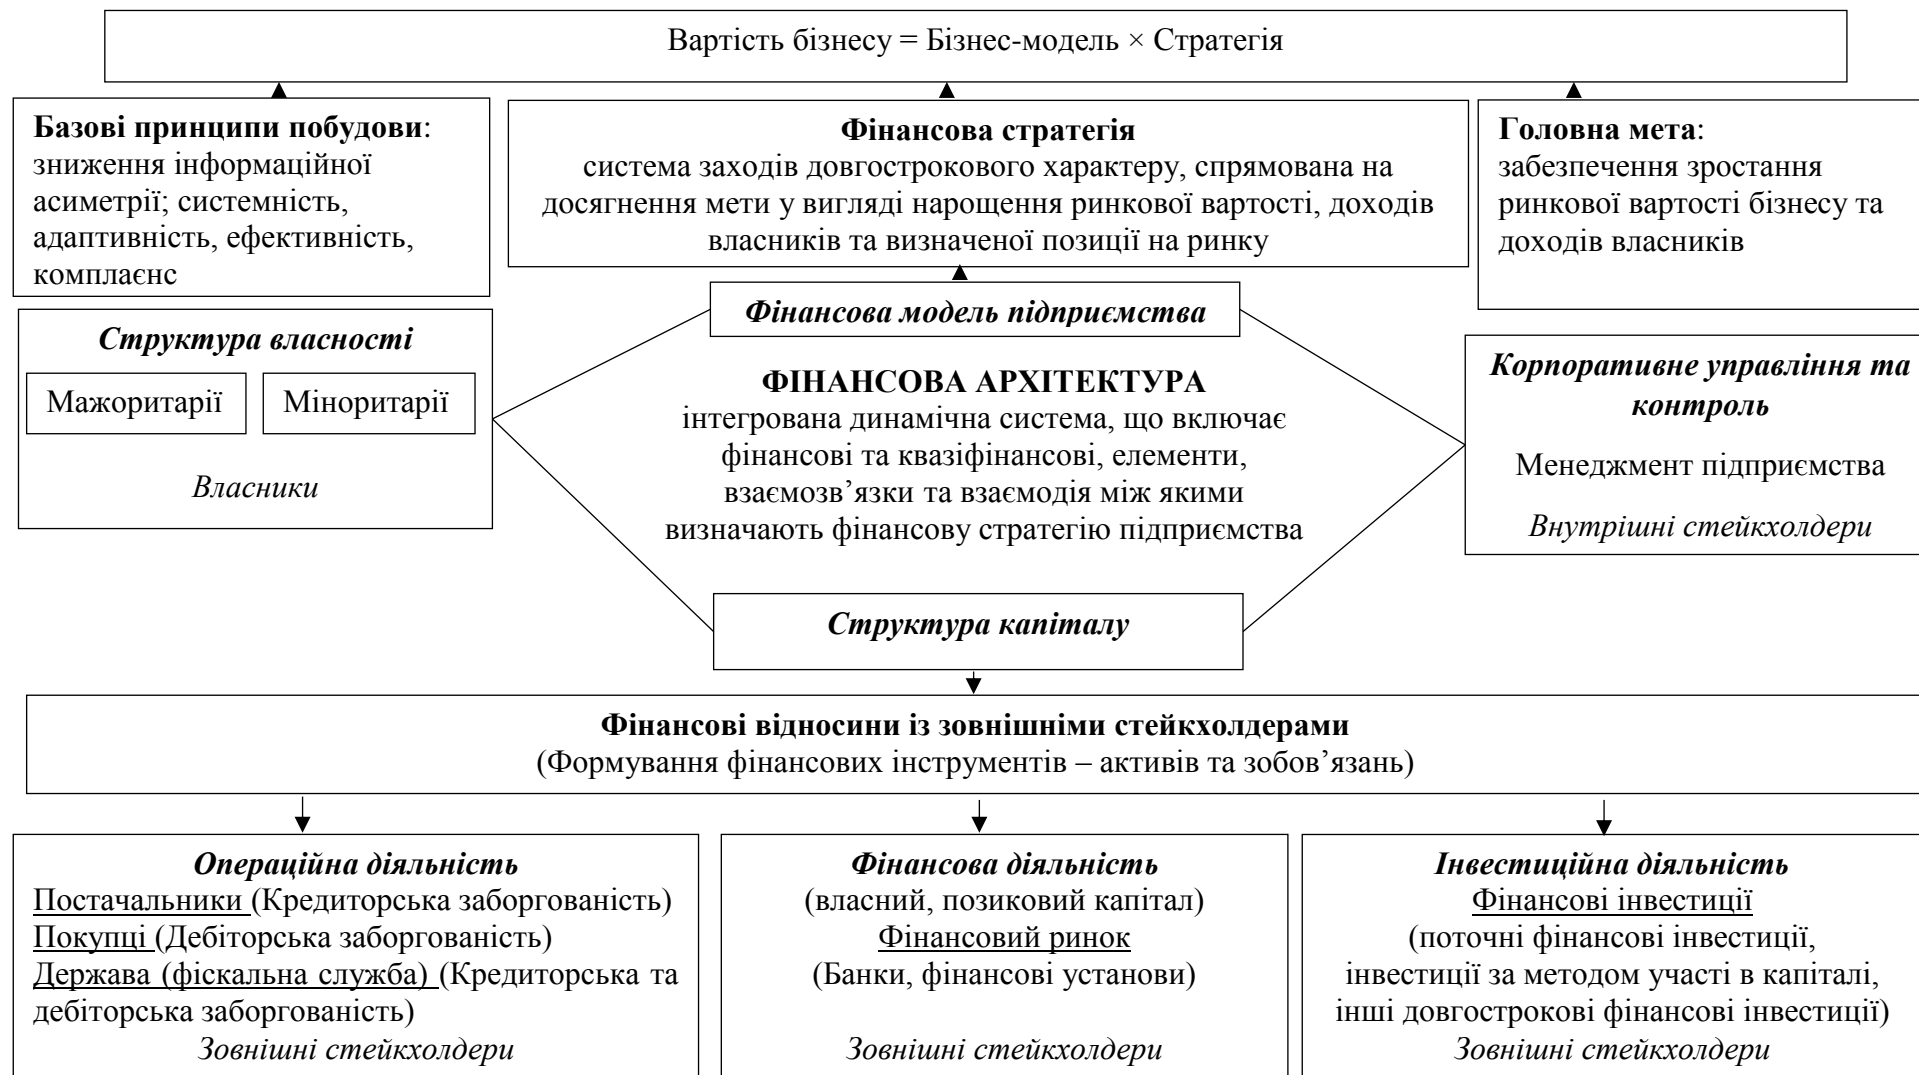 Вартість бізнесу = Бізнес-модель × Стратегія
Базові принципи побудови:
зниження інформаційної
асиметрії; системність,
адаптивність, ефективність,
комплаєнс
Фінансова стратегія
система заходів довгострокового характеру, спрямована на
досягнення мети у вигляді нарощення ринкової вартості, доходів
власників та визначеної позиції на ринку
Головна мета:
забезпечення зростання
ринкової вартості бізнесу та
доходів власників
Структура власності
Мажоритарії
Міноритарії
Власники
Фінансова модель підприємства
ФІНАНСОВА АРХІТЕКТУРА
інтегрована динамічна система, що включає
фінансові та квазіфінансові, елементи,
взаємозв’язки та взаємодія між якими
визначають фінансову стратегію підприємства
Корпоративне управління та
контроль
Менеджмент підприємства
Внутрішні стейкхолдери
Структура капіталу
Фінансові відносини із зовнішніми стейкхолдерами
(Формування фінансових інструментів – активів та зобов’язань)
Операційна діяльність
Постачальники (Кредиторська заборгованість)
Покупці (Дебіторська заборгованість)
Держава (фіскальна служба) (Кредиторська та
дебіторська заборгованість)
Зовнішні стейкхолдери
Фінансова діяльність
(власний, позиковий капітал)
Фінансовий ринок
(Банки, фінансові установи)
Зовнішні стейкхолдери
Інвестиційна діяльність
Фінансові інвестиції
(поточні фінансові інвестиції,
інвестиції за методом участі в капіталі,
інші довгострокові фінансові інвестиції)
Зовнішні стейкхолдери